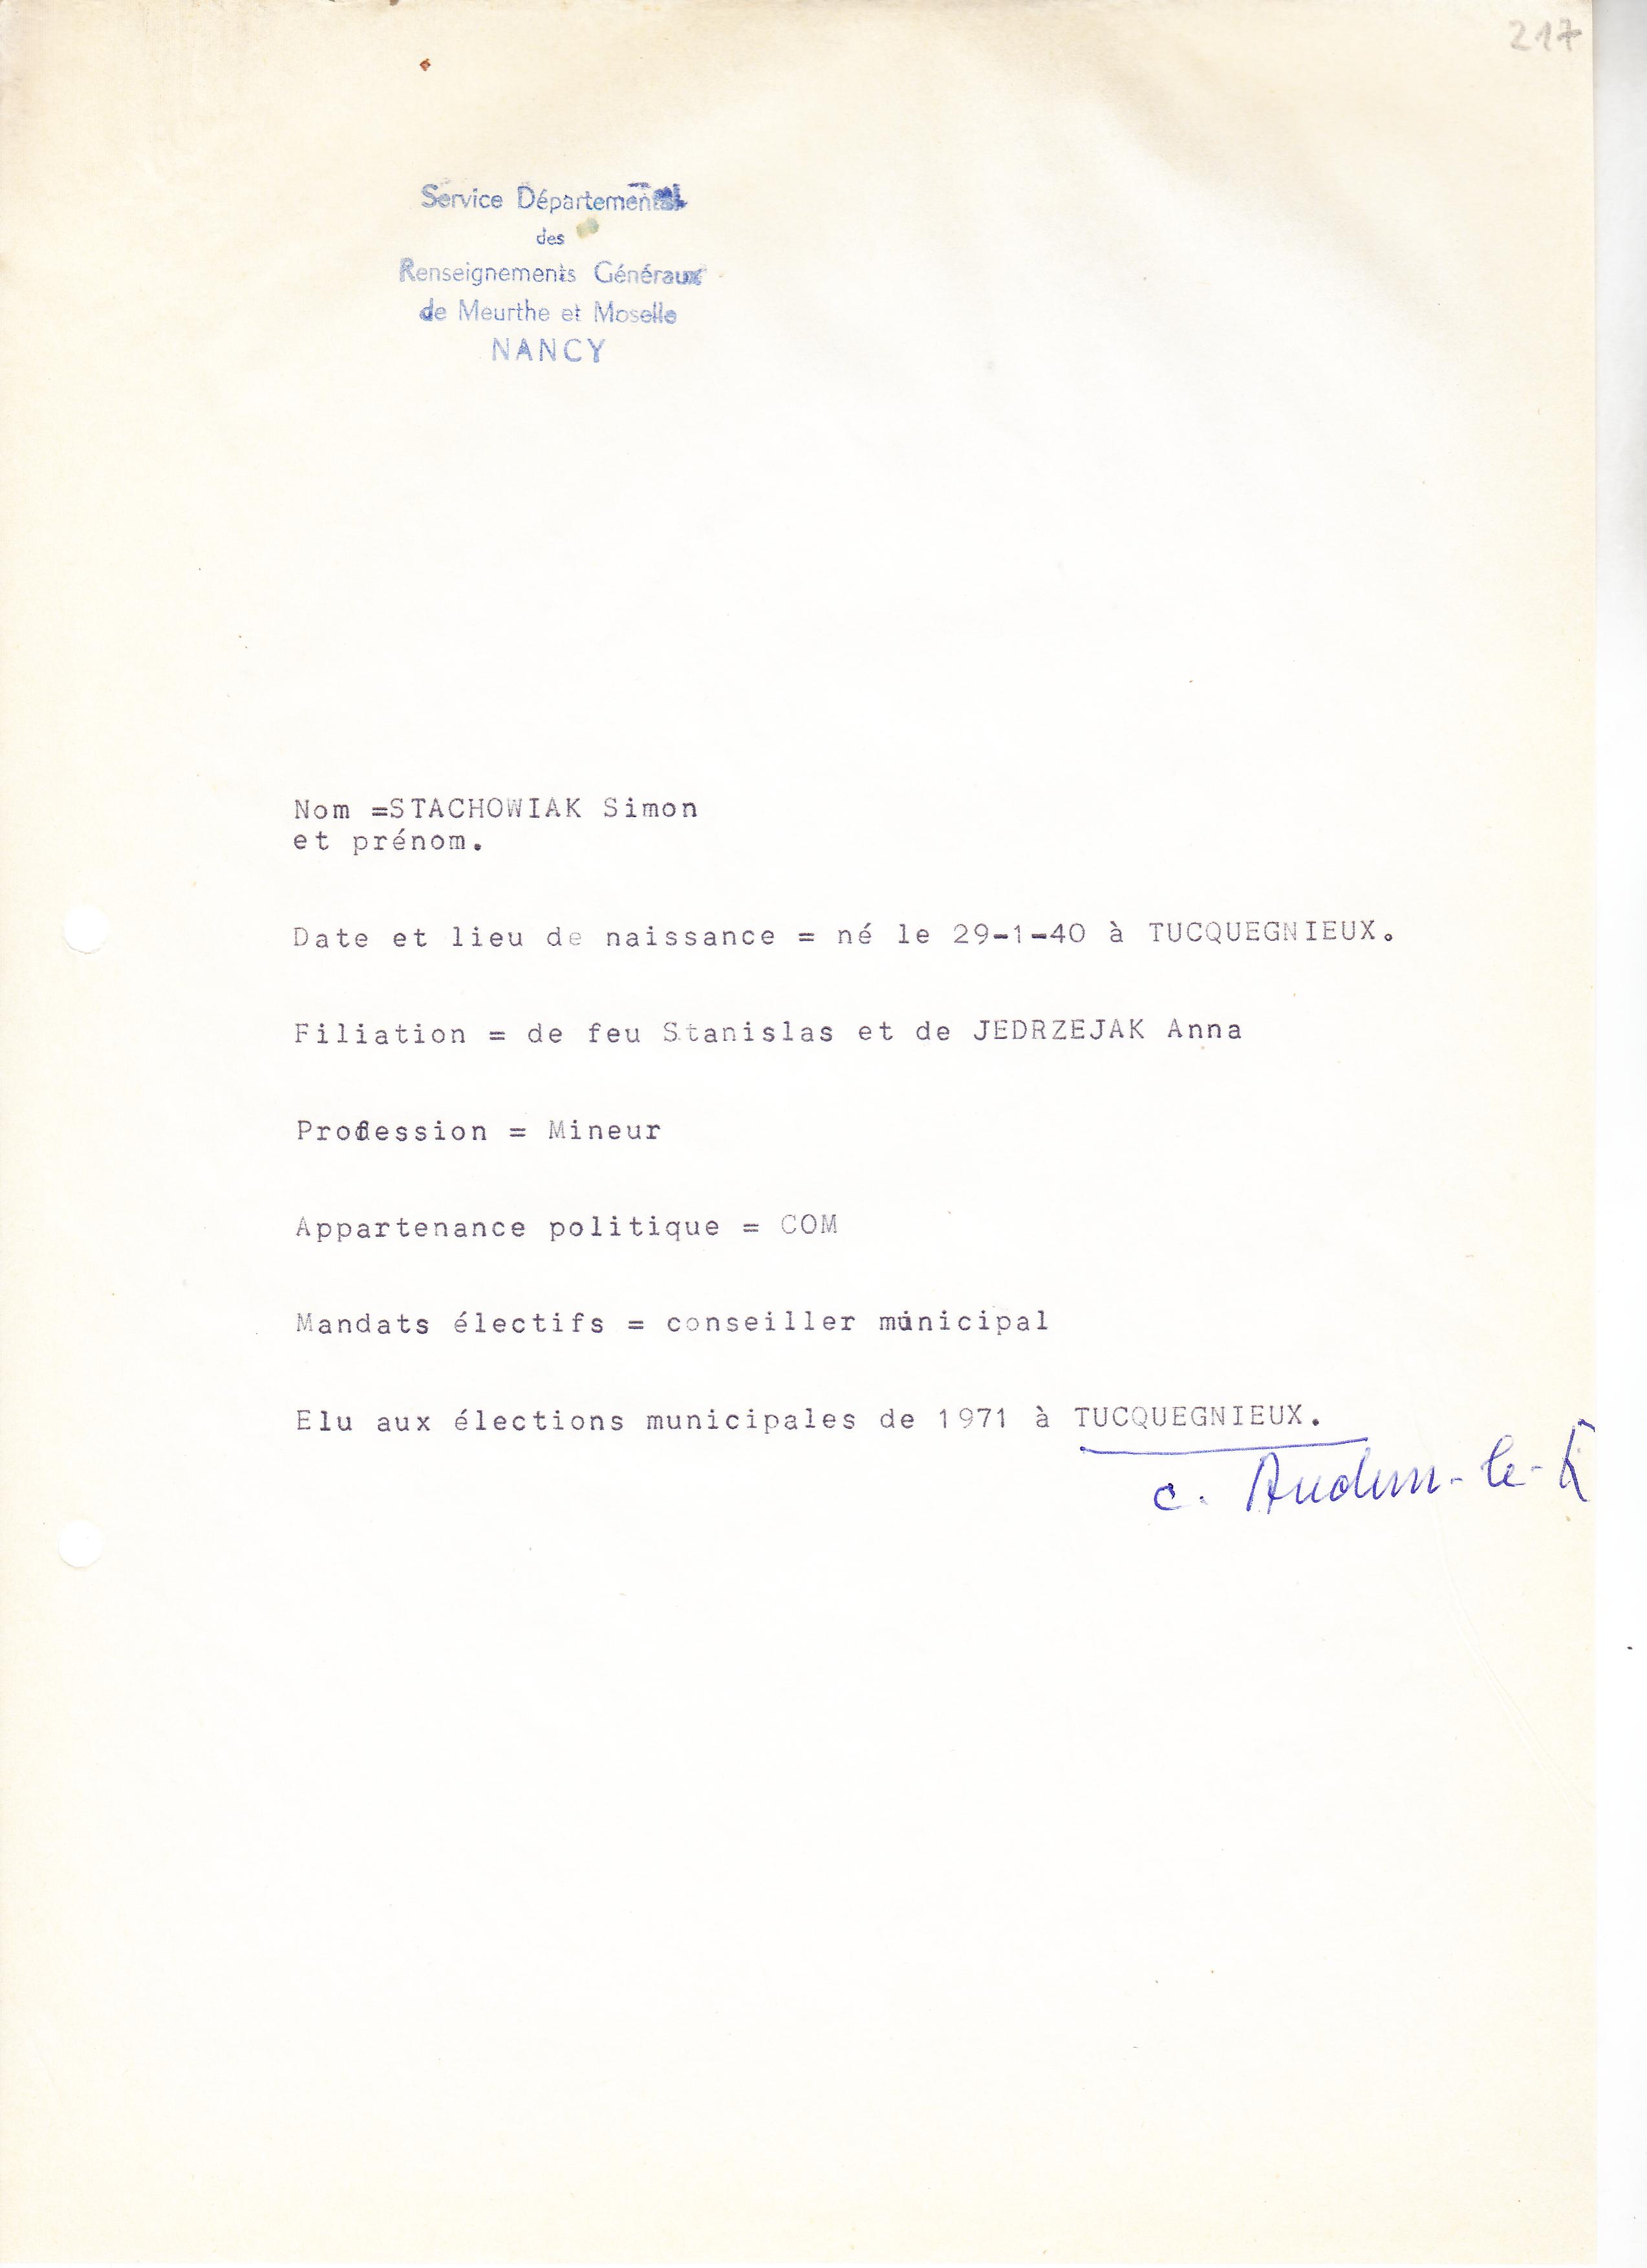 217
Service Départemental
des
Renseignements Généraux
de Meurthe et Moselle
NANCY
Nom =STACHOWIAK Simon
et prénom.
Date et lieu de naissance = né le 29-1-40 à TUCQUEGNIEUX.
Filiation = de feu Stanislas et de JEDRZEJAK Anna
Profession = Mineur
Appartenance politique = COM
Mandats électifs = conseiller municipal
Elu aux élections municipales de 1971 à TUCQUEGNIEUX.
c. Audun-le-R